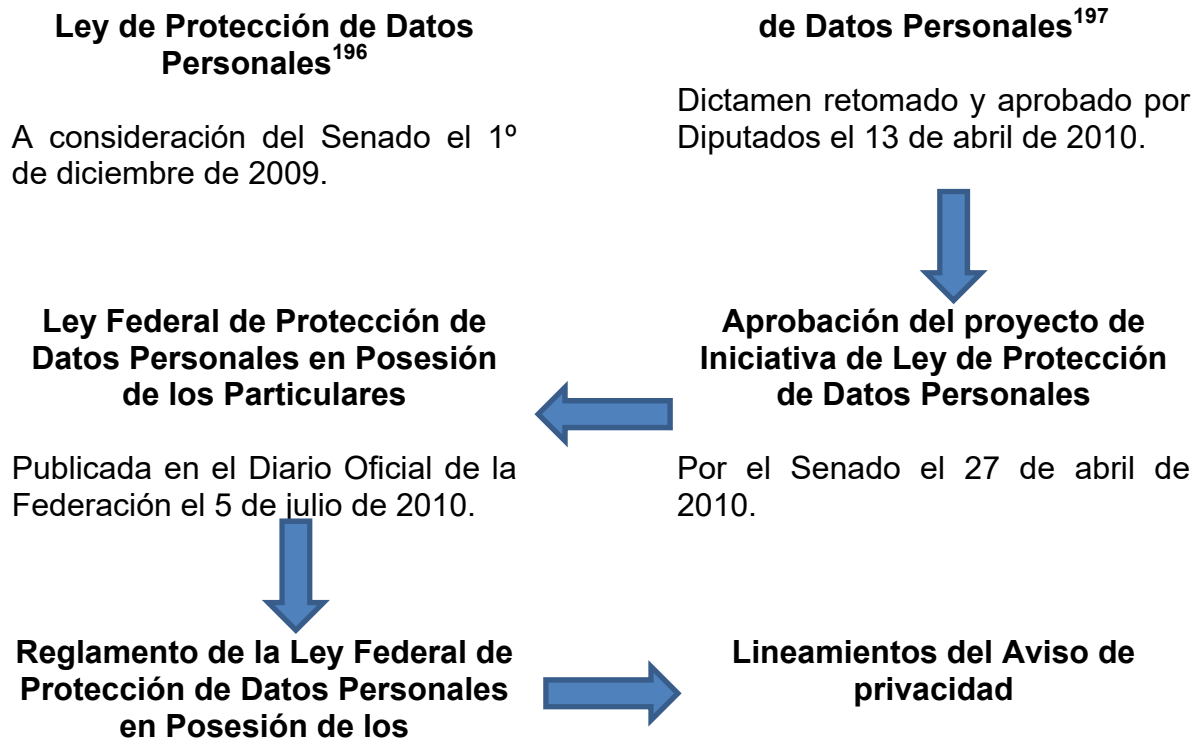 Ley de Protección de Datos
Personales196
A consideración del Senado el 1º
de diciembre de 2009.
de Datos Personales197
Dictamen retomado y aprobado por
Diputados el 13 de abril de 2010.
Aprobación del proyecto de
Iniciativa de Ley de Protección
de Datos Personales
Por el Senado el 27 de abril de
2010.
Ley Federal de Protección de
Datos Personales en Posesión
de los Particulares
Publicada en el Diario Oficial de la
Federación el 5 de julio de 2010.
Reglamento de la Ley Federal de
Protección de Datos Personales
en Posesión de los
Lineamientos del Aviso de
privacidad